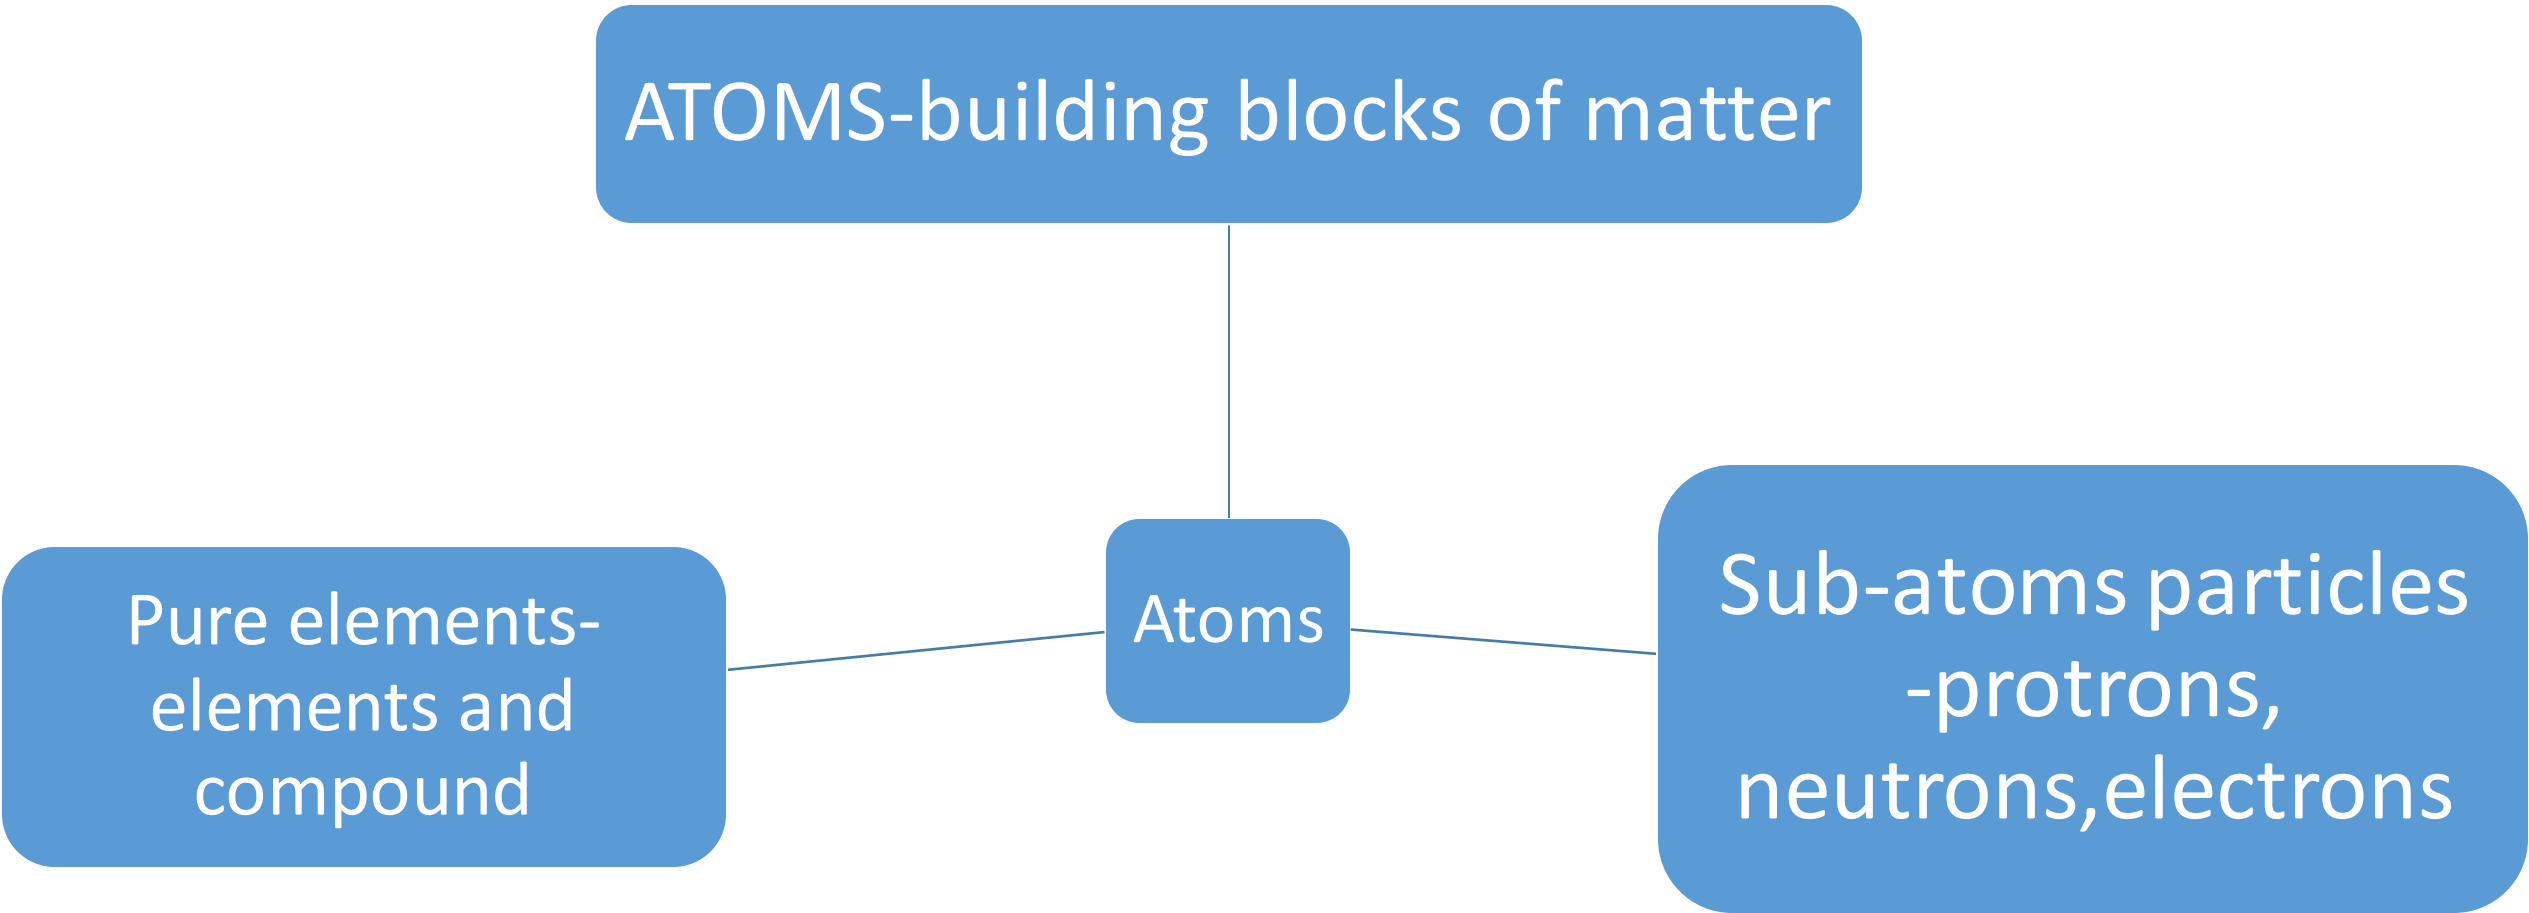 ATOMS-building blocks of matter
Atoms
Pure elements-
elements and
compound
Sub-atoms particles
-protrons,
neutrons,electrons